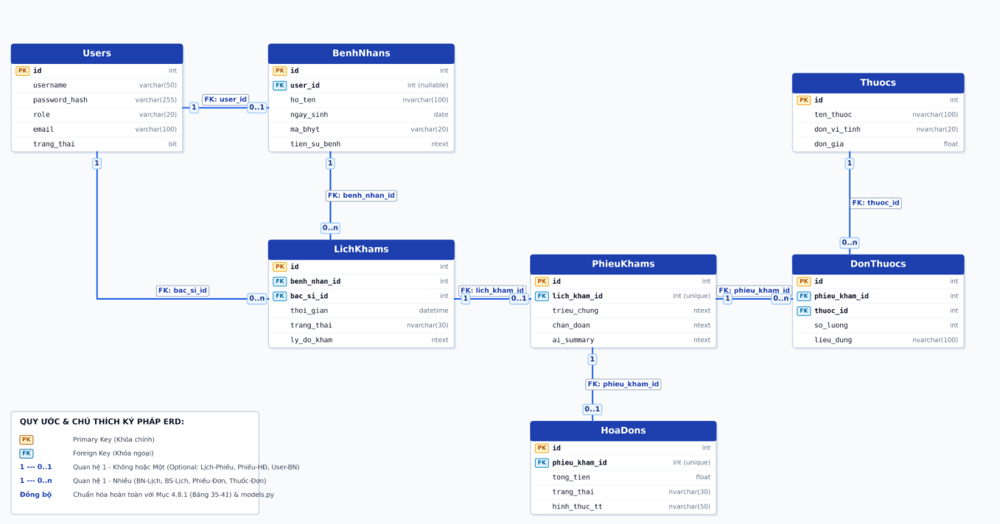 Users
PK id int
username varchar(50)
password_hash varchar(255)
role varchar(20)
email varchar(100)
trang_thai bit
1
FK: user_id
0..1
BenhNhans
PK id int
FK user_id int (nullable)
ho_ten nvarchar(100)
ngay_sinh date
ma_bhyt varchar(20)
tien_su_benh ntext
Thuocs
PK id int
ten_thuoc nvarchar(100)
don_vi_tinh nvarchar(20)
don_gia float
1
1
1
FK: benh_nhan_id
FK: thuoc_id
0..n
0..n
FK: bac_si_id
0..n
LichKhams
PK id int
FK benh_nhan_id int
FK bac_si_id int
thoi_gian datetime
trang_thai nvarchar(30)
ly_do_kham ntext
FK: lich_kham_id
1
0..1
PhieuKhams
PK id int
FK lich_kham_id int (unique)
trieu_chung ntext
chan_doan ntext
ai_summary ntext
FK: phieu_kham_id
1
0..n
DonThuocs
PK id int
FK phieu_kham_id int
FK thuoc_id int
so_luong int
lieu_dung nvarchar(100)
1
FK: phieu_kham_id
0..1
HoaDons
PK id int
FK phieu_kham_id int (unique)
tong_tien float
trang_thai nvarchar(30)
hinh_thuc_tt nvarchar(50)
QUY ƯỚC & CHÚ THÍCH KÝ PHÁP ERD:
PK Primary Key (Khóa chính)
FK Foreign Key (Khóa ngoại)
1 --- 0..1 Quan hệ 1 - Không hoặc Một (Optional: Lịch-Phiếu, Phiếu-HĐ, User-BN)
1 --- 0..n Quan hệ 1 - Nhiều (BN-Lịch, BS-Lịch, Phiếu-Đơn, Thuốc-Đơn)
Đồng bộ Chuẩn hóa hoàn toàn với Mục 4.8.1 (Bảng 35-41) & models.py